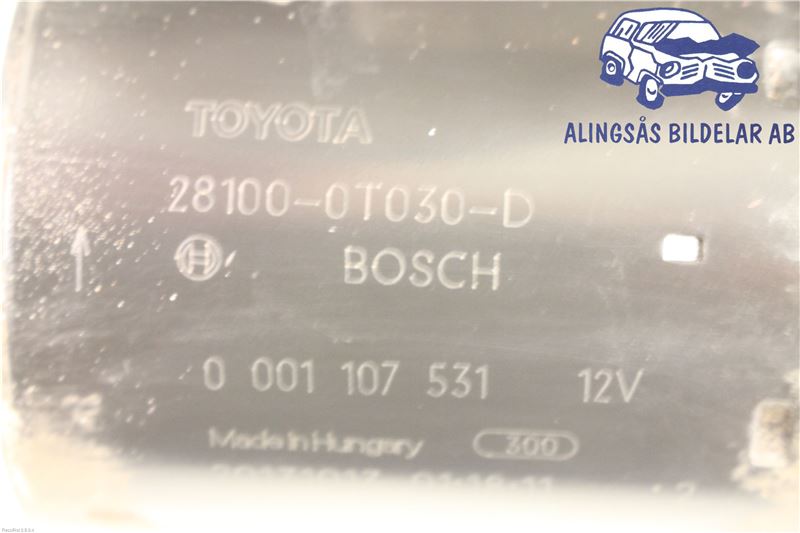 ALINGSÅS BILDELAR AB
TOYOTA
28100-0T030-D
BOSCH
0 001 107 531 12V
Made in Hungary 300